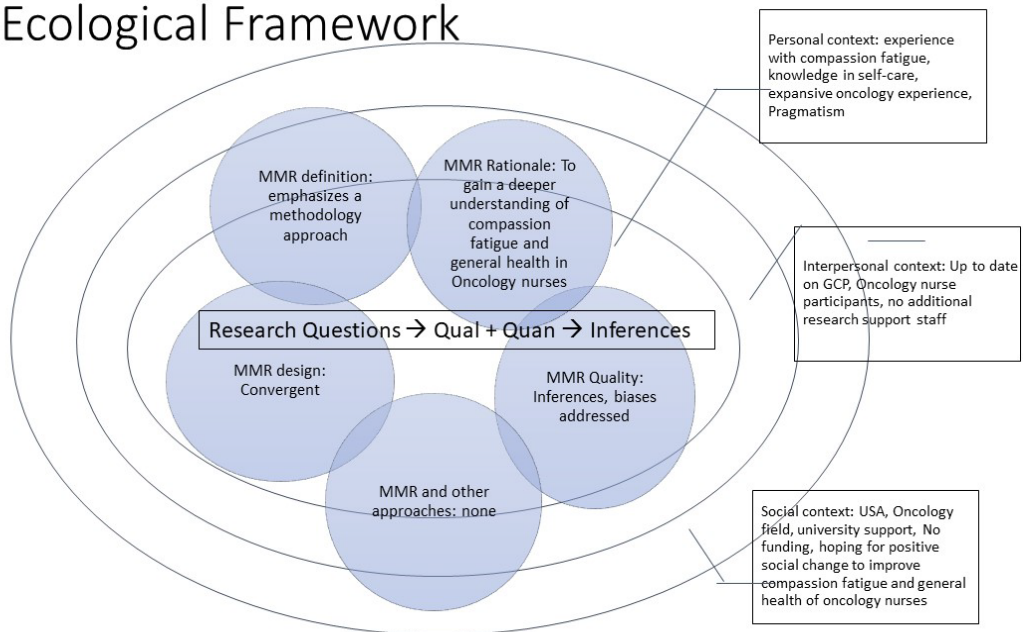 Ecological Framework
Personal context: experience
with compassion fatigue,
knowledge in self-care,
expansive oncology experience,
Pragmatism
MMR definition:
emphasizes a
methodology
approach
MMR Rationale: To
gain a deeper
understanding of
compassion
fatigue and
general health in
Oncology nurses
Interpersonal context: Up to date
on GCP, Oncology nurse
participants, no additional
research support staff
Research Questions → Qual + Quan → Inferences
MMR design:
Convergent
MMR Quality:
Inferences, biases
addressed
MMR and other
approaches: none
Social context: USA, Oncology
field, university support, No
funding, hoping for positive
social change to improve
compassion fatigue and general
health of oncology nurses